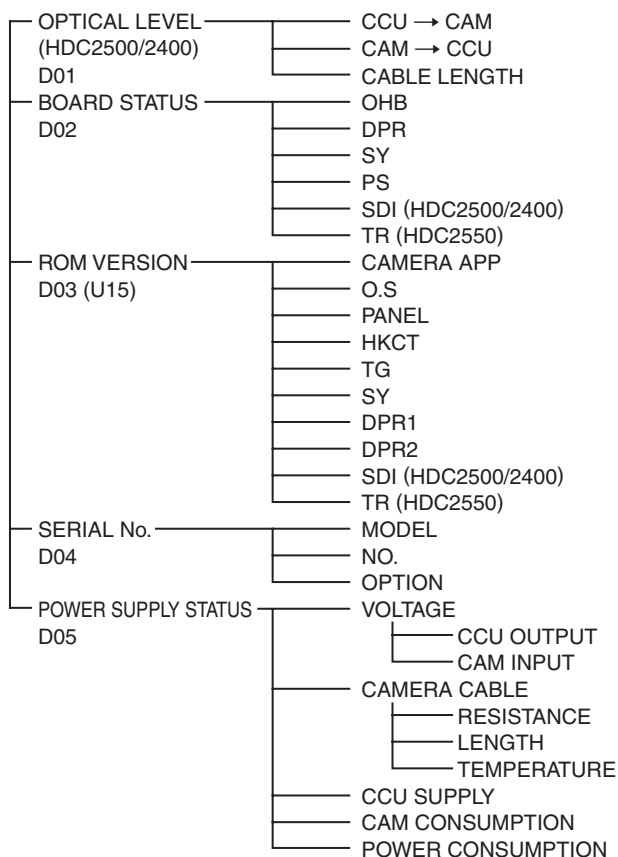 OPTICAL LEVEL
(HDC2500/2400)
D01
CCU → CAM
CAM → CCU
CABLE LENGTH
BOARD STATUS
D02
OHB
DPR
SY
PS
SDI (HDC2500/2400)
TR (HDC2550)
ROM VERSION
D03 (U15)
CAMERA APP
O.S
PANEL
HKCT
TG
SY
DPR1
DPR2
SDI (HDC2500/2400)
TR (HDC2550)
SERIAL No.
D04
MODEL
NO.
OPTION
POWER SUPPLY STATUS
D05
VOLTAGE
CCU OUTPUT
CAM INPUT
CAMERA CABLE
RESISTANCE
LENGTH
TEMPERATURE
CCU SUPPLY
CAM CONSUMPTION
POWER CONSUMPTION